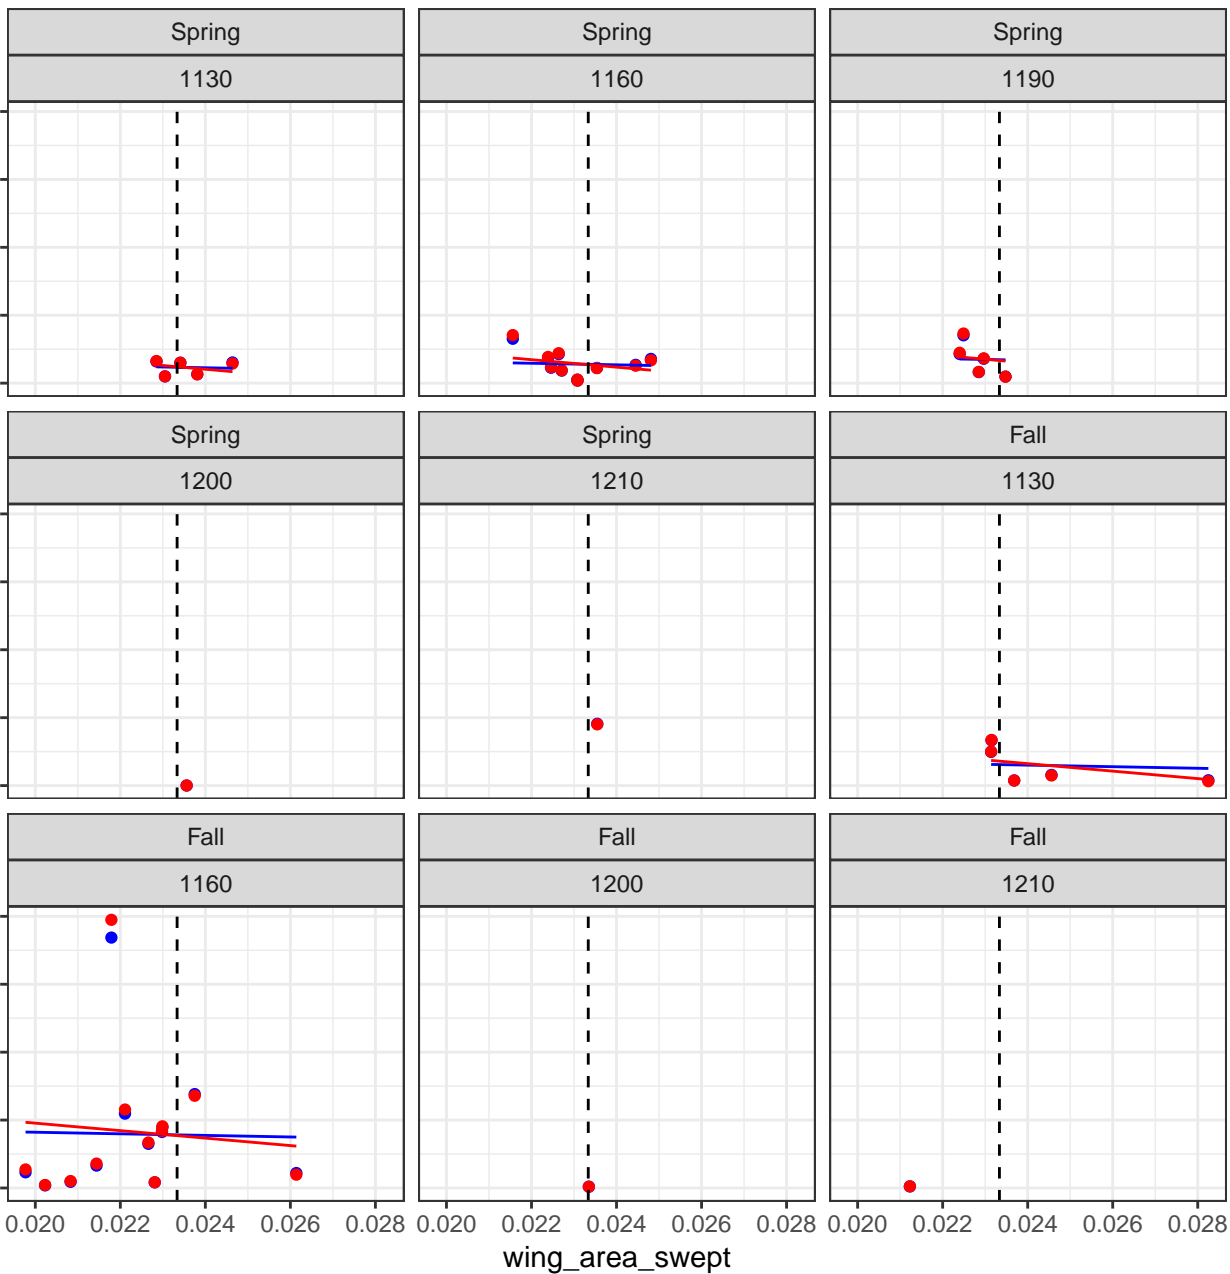 Spring Spring Spring
1130 1160 1190
Spring Spring Fall
1200 1210 1130
Fall Fall Fall
1160 1200 1210
0.020 0.022 0.024 0.026 0.028 0.020 0.022 0.024 0.026 0.028 0.020 0.022 0.024 0.026 0.028
wing_area_swept